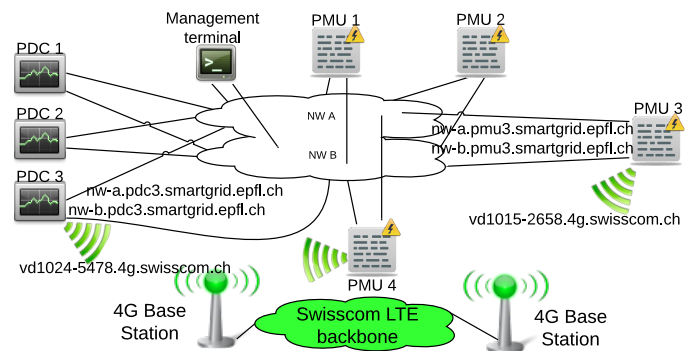 Management
terminal
PMU 1
PMU 2
PDC 1
PDC 2
PDC 3
NW A
NW B
PMU 3
nw-a.pmu3.smartgrid.epfl.ch
nw-b.pmu3.smartgrid.epfl.ch
nw-a.pdc3.smartgrid.epfl.ch
nw-b.pdc3.smartgrid.epfl.ch
vd1015-2658.4g.swisscom.ch
vd1024-5478.4g.swisscom.ch
PMU 4
4G Base
Station
Swisscom LTE
backbone
4G Base
Station